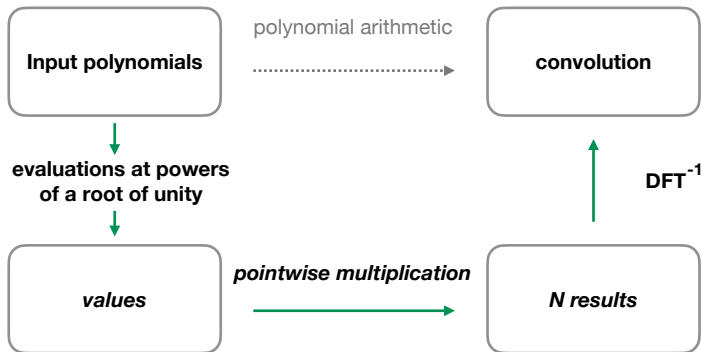 polynomial arithmetic
Input polynomials
convolution
evaluations at powers
of a root of unity
DFT⁻¹
pointwise multiplication
values
N results